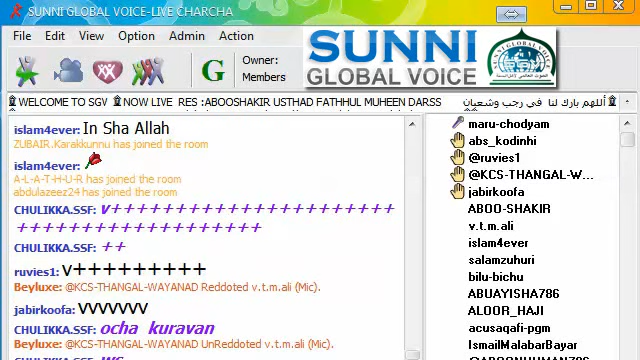 SUNNI GLOBAL VOICE-LIVE CHARCHA
File Edit View Option Admin Action
G
Owner:
Members
SUNNI
GLOBAL VOICE
WELCOME TO SGV NOW LIVE RES :ABOOSHAKIR USTHAD FATHHUL MUHEEN DARSS
أللهم بارك لنا في رجب وشعبان
islam4ever: In Sha Allah
ZUBAIR.Karakkunnu has joined the room
islam4ever:
A-L-A-T-H-U-R has joined the room
abdulazeez24 has joined the room
CHULIKKA.SSF: v++++++++++++++++++++++
+++++++++++++++++++
CHULIKKA.SSF: ++
ruvies1: v+++++++++
Beyluxe: @KCS-THANGAL-WAYANAD Reddoted v.t.m.ali (Mic).
jabirkoofa: VVVVVVV
CHULIKKA.SSF: ocha kuravan
Beyluxe: @KCS-THANGAL-WAYANAD UnReddoted v.t.m.ali (Mic).
CHULIKKA.SSF: ws
maru-chodyam
abs_kodinhi
@ruvies1
@KCS-THANGAL-W...
jabirkoofa
ABOO-SHAKIR
v.t.m.ali
islam4ever
salamzuhuri
bilu-bichu
ABUAYISHA786
ALOOR_HAJI
acusaqafi-pgm
IsmailMalabarBayar
@ABOONHUMAN786